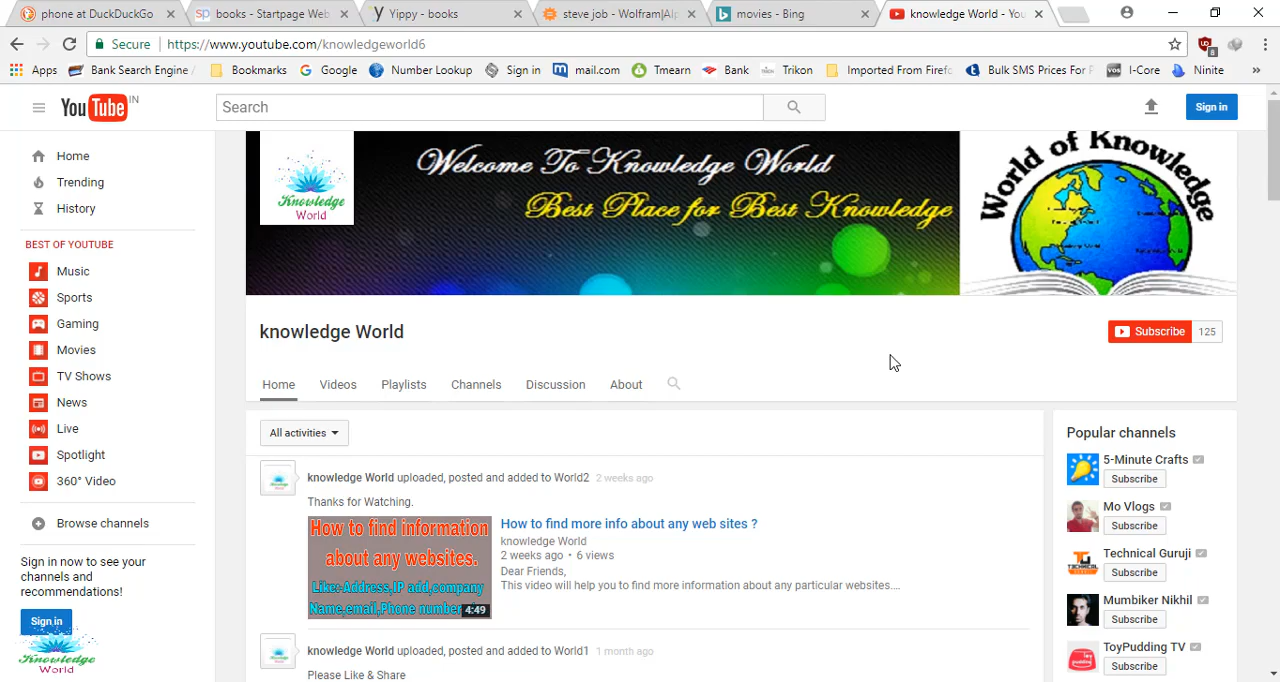 phone at DuckDuckGo
books - Startpage Web
Yippy - books
steve job - Wolfram|Al
movies - Bing
knowledge World - You
Secure
https://www.youtube.com/knowledgeworld6
Apps
Bank Search Engine /
Bookmarks
Google
Number Lookup
Sign in
mail.com
Tmearn
Bank
Trikon
Imported From Firefo
Bulk SMS Prices For
I-Core
Ninite
»
YouTube IN
Search
Sign in
Home
Trending
History
BEST OF YOUTUBE
Music
Sports
Gaming
Movies
TV Shows
News
Live
Spotlight
360° Video
Browse channels
Sign in now to see your
channels and
recommendations!
Sign in
Knowledge
World
Knowledge
World
Welcome To Knowledge World
Best Place for Best Knowledge
World of Knowledge
knowledge World
Subscribe 125
Home
Videos
Playlists
Channels
Discussion
About
All activities
knowledge World uploaded, posted and added to World2 2 weeks ago
Thanks for Watching.
How to find information
about any websites.
Like:-Address,IP add,company
Name,email,Phone number
4:49
How to find more info about any web sites ?
knowledge World
2 weeks ago • 6 views
Dear Friends,
This video will help you to find more information about any particular websites....
knowledge World uploaded, posted and added to World1 1 month ago
Please Like & Share
Popular channels
5-Minute Crafts
Subscribe
Mo Vlogs
Subscribe
Technical Guruji
Subscribe
Mumbiker Nikhil
Subscribe
ToyPudding TV
Subscribe